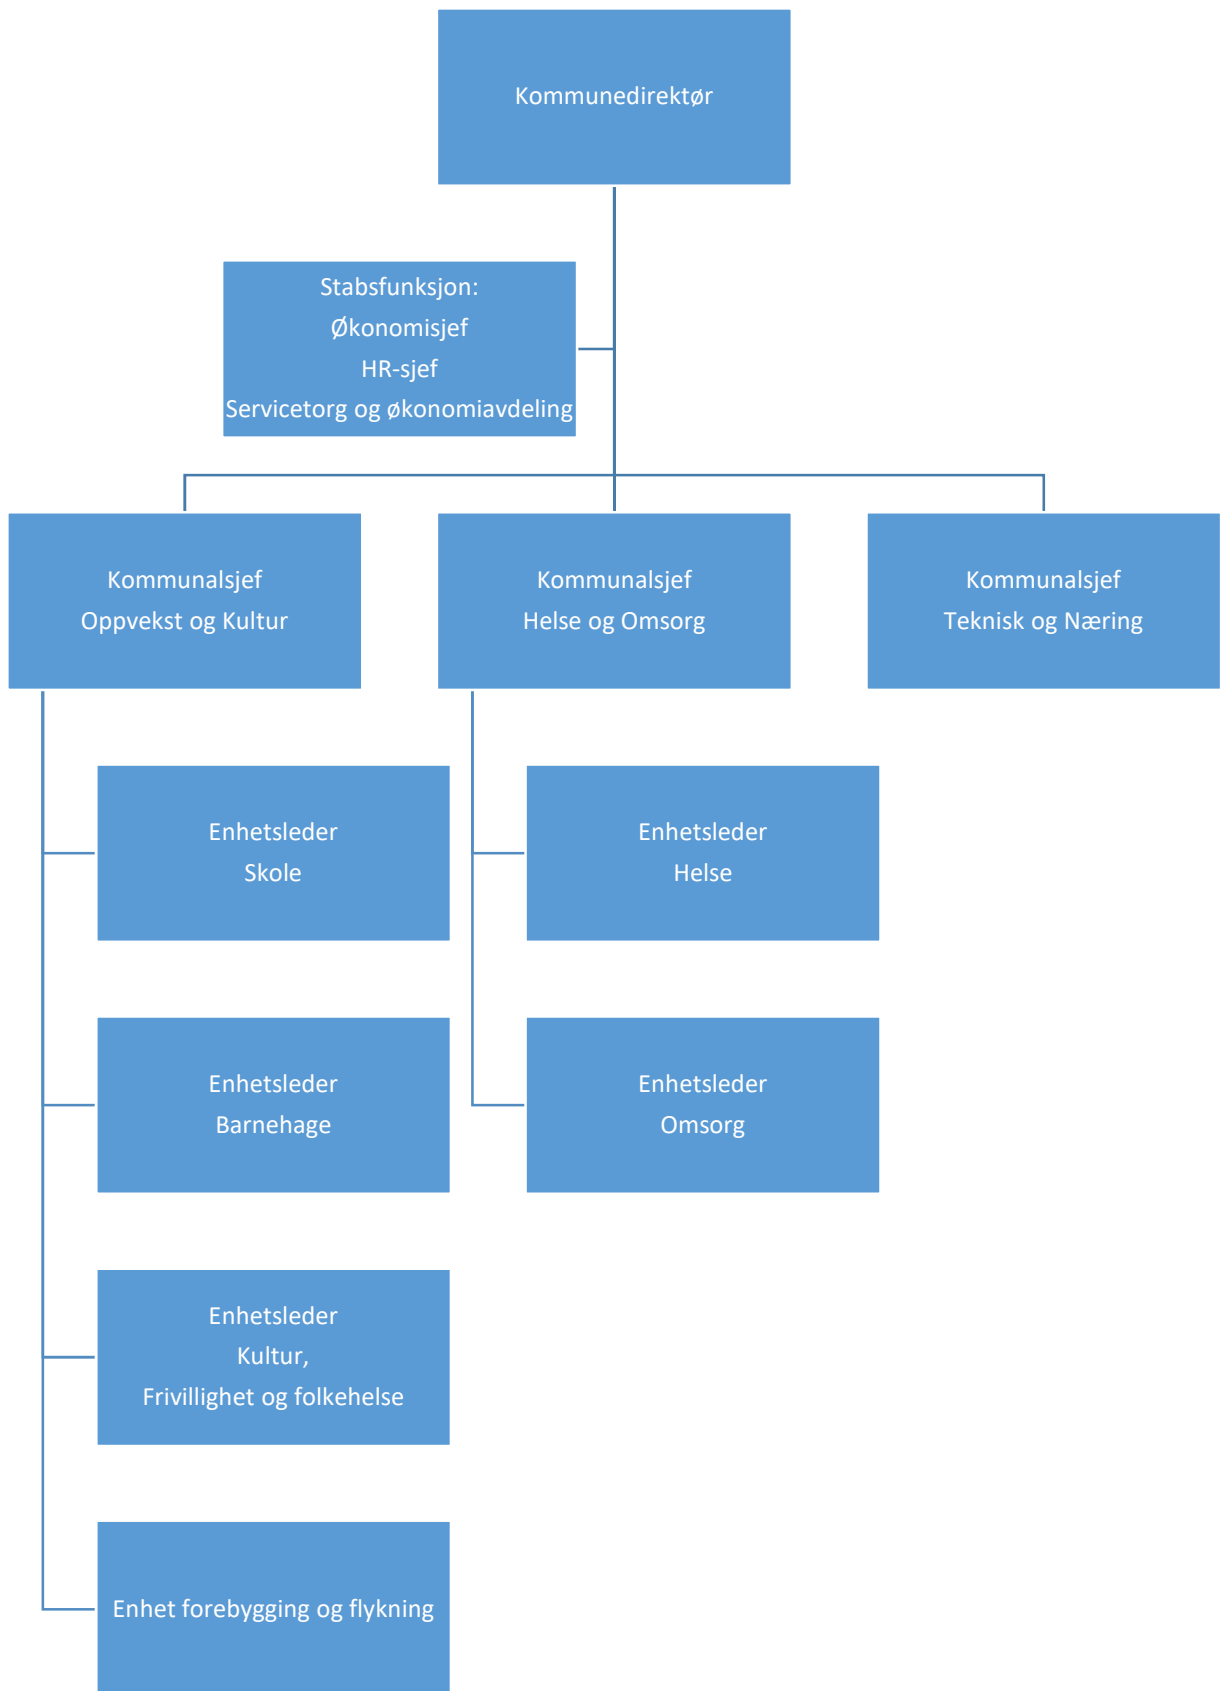 Kommunedirektør
Stabsfunksjon:
Økonomisjef
HR-sjef
Servicetorg og økonomiavdeling
Kommunalsjef
Oppvekst og Kultur
Kommunalsjef
Helse og Omsorg
Kommunalsjef
Teknisk og Næring
Enhetsleder
Skole
Enhetsleder
Helse
Enhetsleder
Barnehage
Enhetsleder
Omsorg
Enhetsleder
Kultur,
Frivillighet og folkehelse
Enhet forebygging og flykning